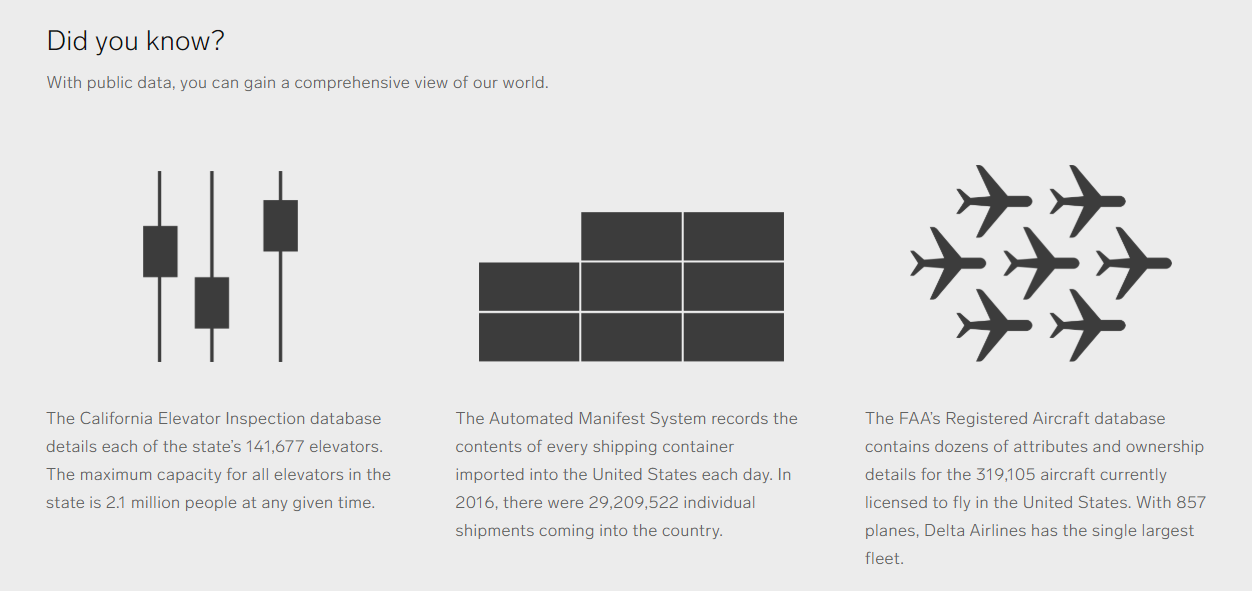 Did you know?
With public data, you can gain a comprehensive view of our world.
The California Elevator Inspection database
details each of the state’s 141,677 elevators.
The maximum capacity for all elevators in the
state is 2.1 million people at any given time.
The Automated Manifest System records the
contents of every shipping container
imported into the United States each day. In
2016, there were 29,209,522 individual
shipments coming into the country.
The FAA’s Registered Aircraft database
contains dozens of attributes and ownership
details for the 319,105 aircraft currently
licensed to fly in the United States. With 857
planes, Delta Airlines has the single largest
fleet.